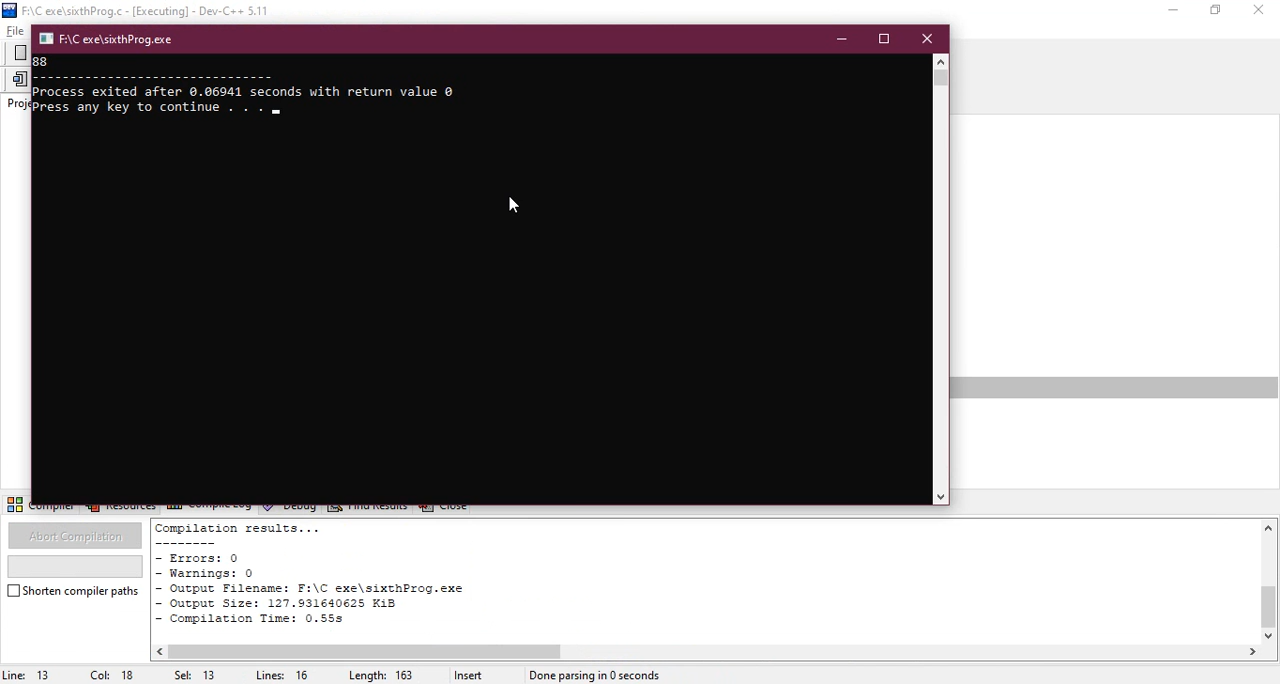 F:\C exe\sixthProg.c - [Executing] - Dev-C++ 5.11
File
F:\C exe\sixthProg.exe
88
--------------------------------
Process exited after 0.06941 seconds with return value 0
Press any key to continue . . .
Proje
Compiler Resources Compile Log Debug Find Results Close
Abort Compilation
Shorten compiler paths
Compilation results...
--------
- Errors: 0
- Warnings: 0
- Output Filename: F:\C exe\sixthProg.exe
- Output Size: 127.931640625 KiB
- Compilation Time: 0.55s
Line: 13 Col: 18 Sel: 13 Lines: 16 Length: 163 Insert Done parsing in 0 seconds